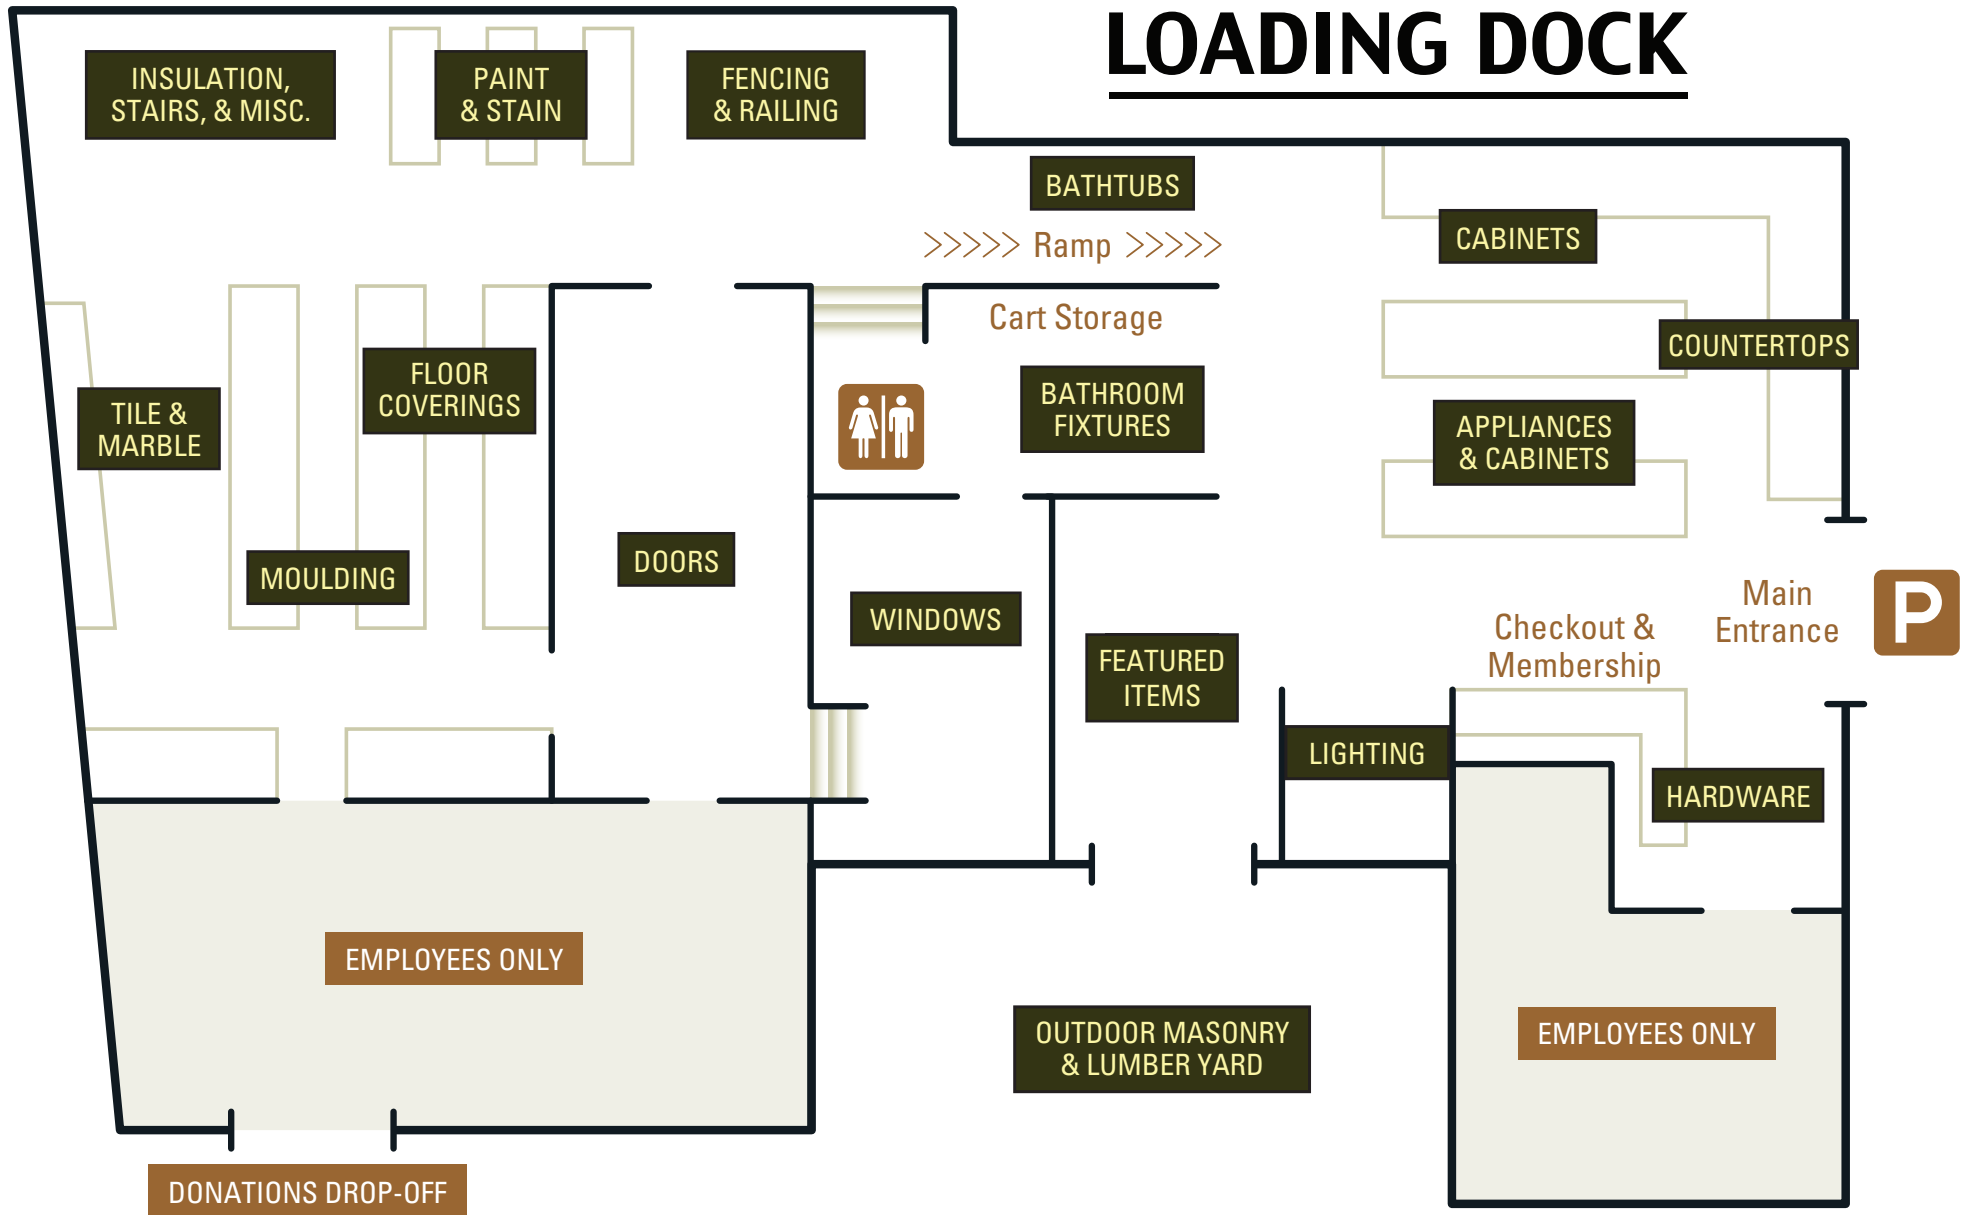 LOADING DOCK
INSULATION,
STAIRS, & MISC.
PAINT
& STAIN
FENCING
& RAILING
BATHTUBS
Ramp
CABINETS
Cart Storage
COUNTERTOPS
FLOOR
COVERINGS
BATHROOM
FIXTURES
TILE &
MARBLE
APPLIANCES
& CABINETS
DOORS
MOULDING
WINDOWS
Main
Entrance
P
Checkout &
Membership
FEATURED
ITEMS
LIGHTING
HARDWARE
EMPLOYEES ONLY
OUTDOOR MASONRY
& LUMBER YARD
EMPLOYEES ONLY
DONATIONS DROP-OFF